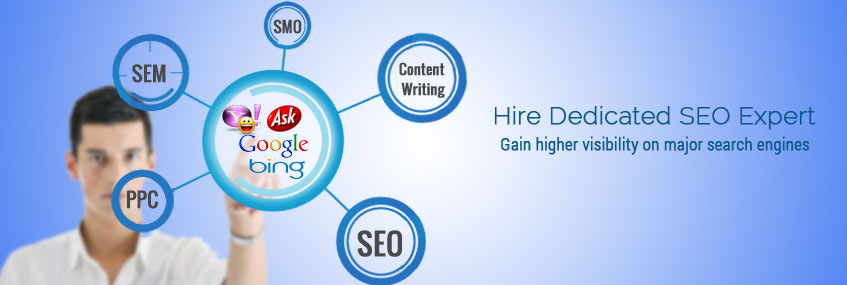 SMO
SEM
Content
Writing
Y!
Ask
Google
bing
PPC
SEO
Hire Dedicated SEO Expert
Gain higher visibility on major search engines